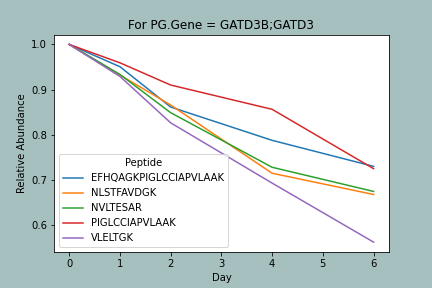 For PG.Gene = GATD3B;GATD3
Relative Abundance
1.0
0.9
0.8
0.7
0.6
Peptide
EFHQAGKPIGLCCIAPVLAAK
NLSTFAVDGK
NVLTESAR
PIGLCCIAPVLAAK
VLELTGK
0 1 2 3 4 5 6
Day